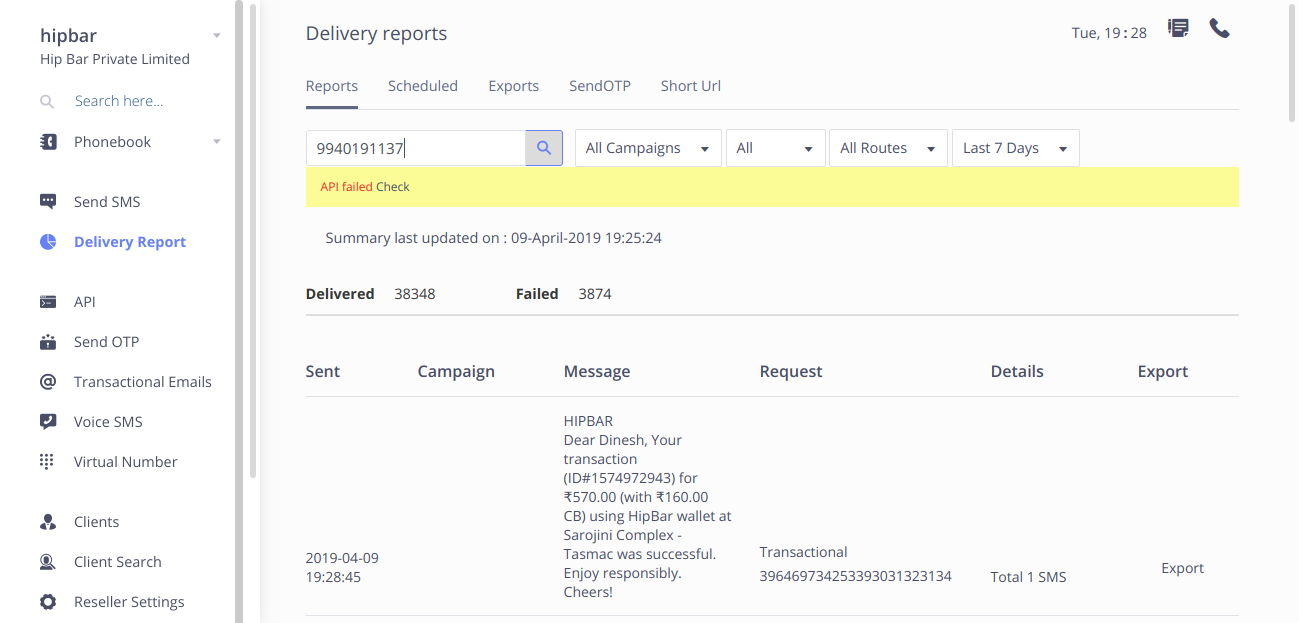 hipbar
Hip Bar Private Limited
Search here...
Phonebook
Send SMS
Delivery Report
API
Send OTP
Transactional Emails
Voice SMS
Virtual Number
Clients
Client Search
Reseller Settings
Delivery reports
Tue, 19:28
Reports Scheduled Exports SendOTP Short Url
9940191137 All Campaigns All All Routes Last 7 Days
API failed Check
Summary last updated on : 09-April-2019 19:25:24
Delivered 38348 Failed 3874
Sent Campaign Message Request Details Export
2019-04-09
19:28:45
HIPBAR
Dear Dinesh, Your
transaction
(ID#1574972943) for
₹570.00 (with ₹160.00
CB) using HipBar wallet at
Sarojini Complex -
Tasmac was successful.
Enjoy responsibly.
Cheers!
Transactional
396469734253393031323134
Total 1 SMS
Export